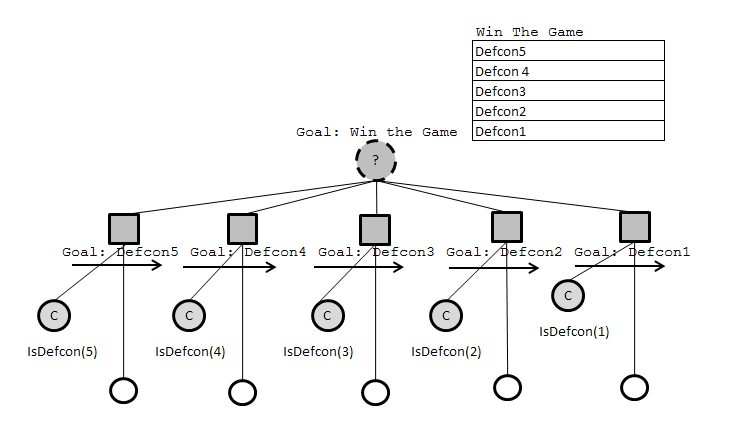 Win The Game
Defcon5
Defcon 4
Defcon3
Defcon2
Defcon1
Goal: Win the Game
?
Goal: Defcon5 Goal: Defcon4 Goal: Defcon3 Goal: Defcon2 Goal: Defcon1
C C C C C
IsDefcon(5) IsDefcon(4) IsDefcon(3) IsDefcon(2) IsDefcon(1)